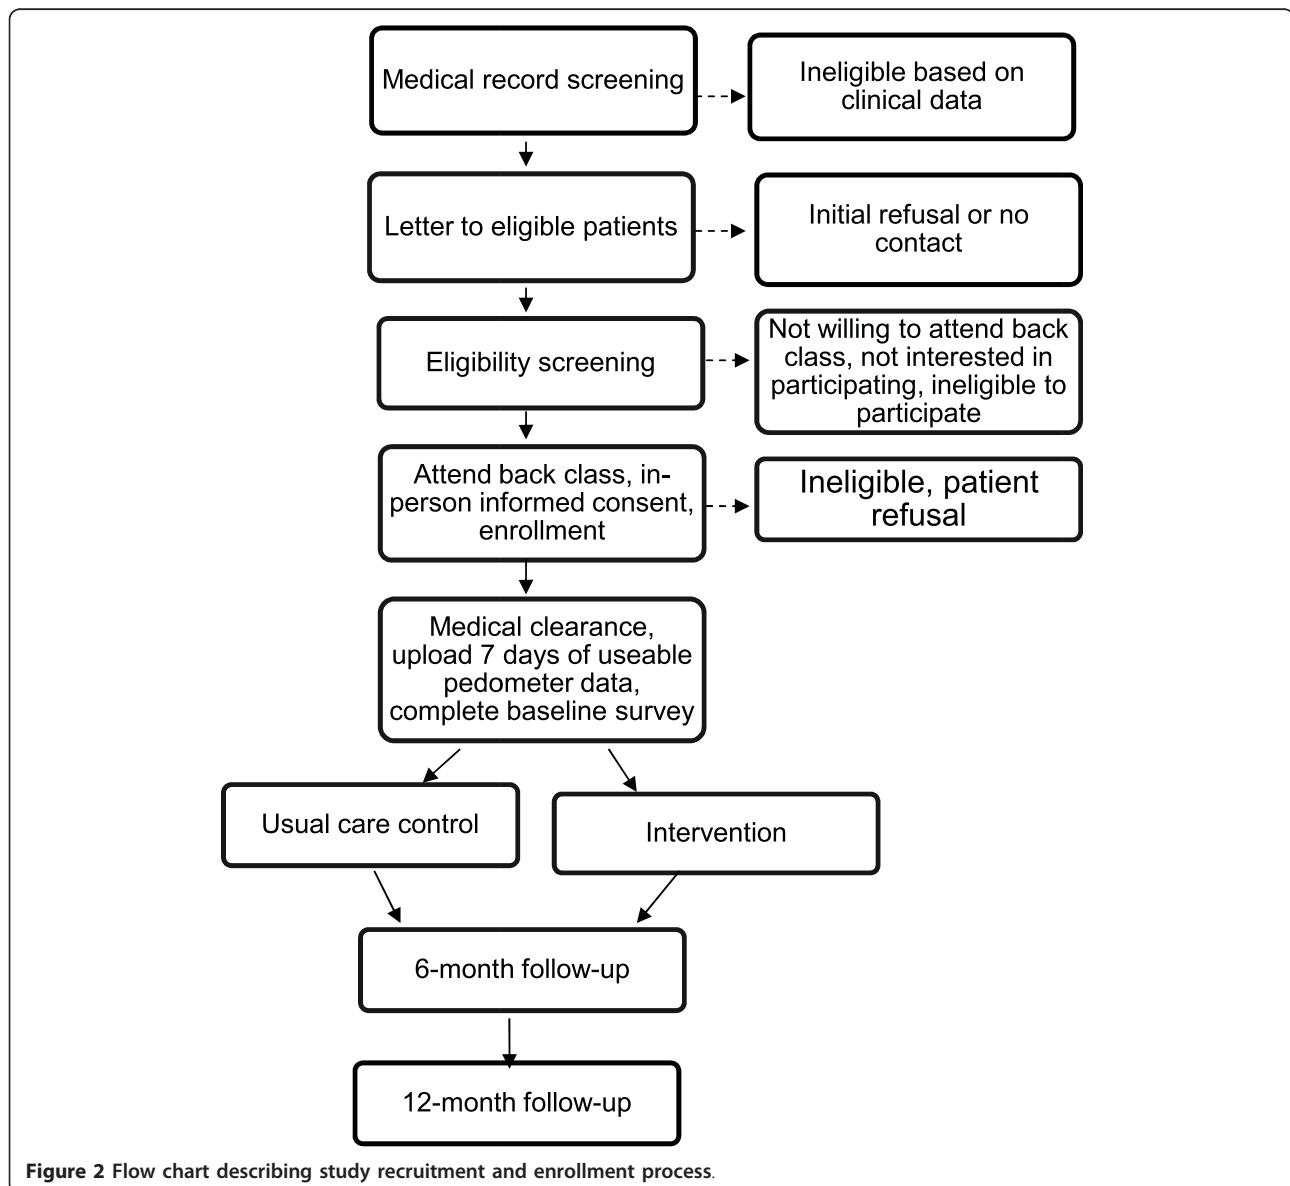 Medical record screening
Ineligible based on
clinical data
Letter to eligible patients
Initial refusal or no
contact
Eligibility screening
Not willing to attend back
class, not interested in
participating, ineligible to
participate
Attend back class, in-
person informed consent,
enrollment
Ineligible, patient
refusal
Medical clearance,
upload 7 days of useable
pedometer data,
complete baseline survey
Usual care control
Intervention
6-month follow-up
12-month follow-up
Figure 2 Flow chart describing study recruitment and enrollment process.